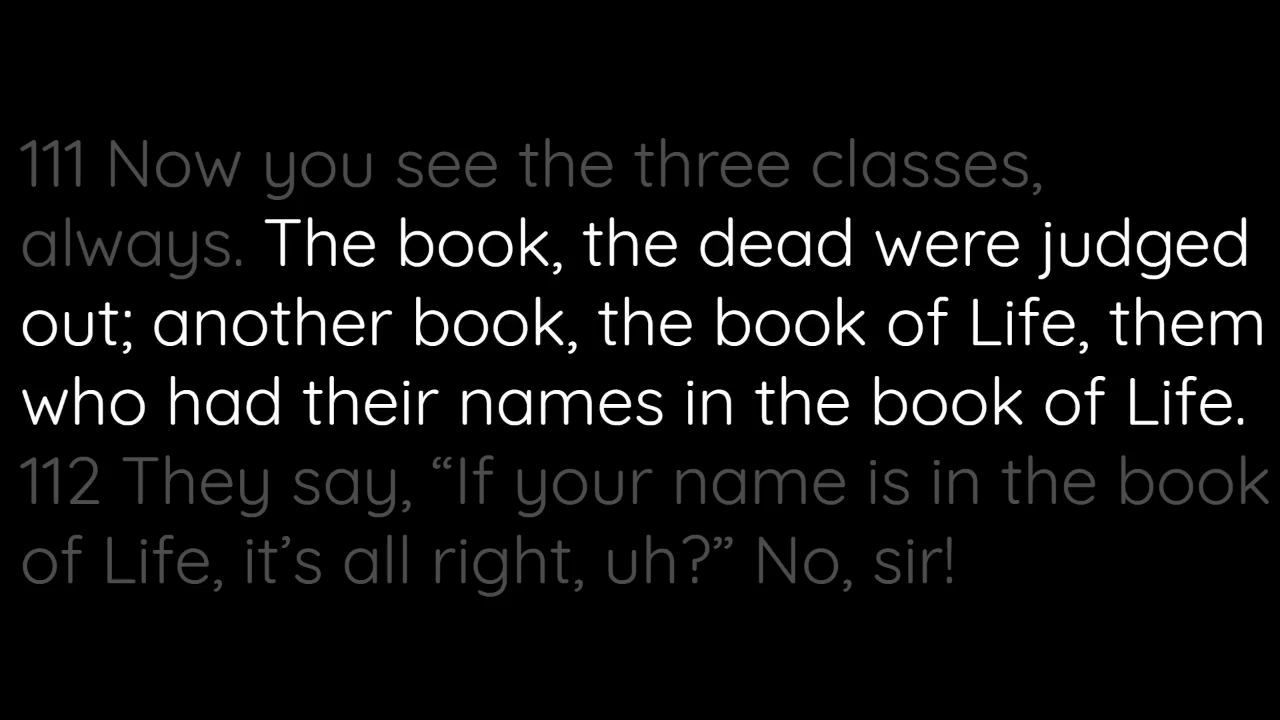 111 Now you see the three classes,
always. The book, the dead were judged
out; another book, the book of Life, them
who had their names in the book of Life.
112 They say, “If your name is in the book
of Life, it’s all right, uh?” No, sir!